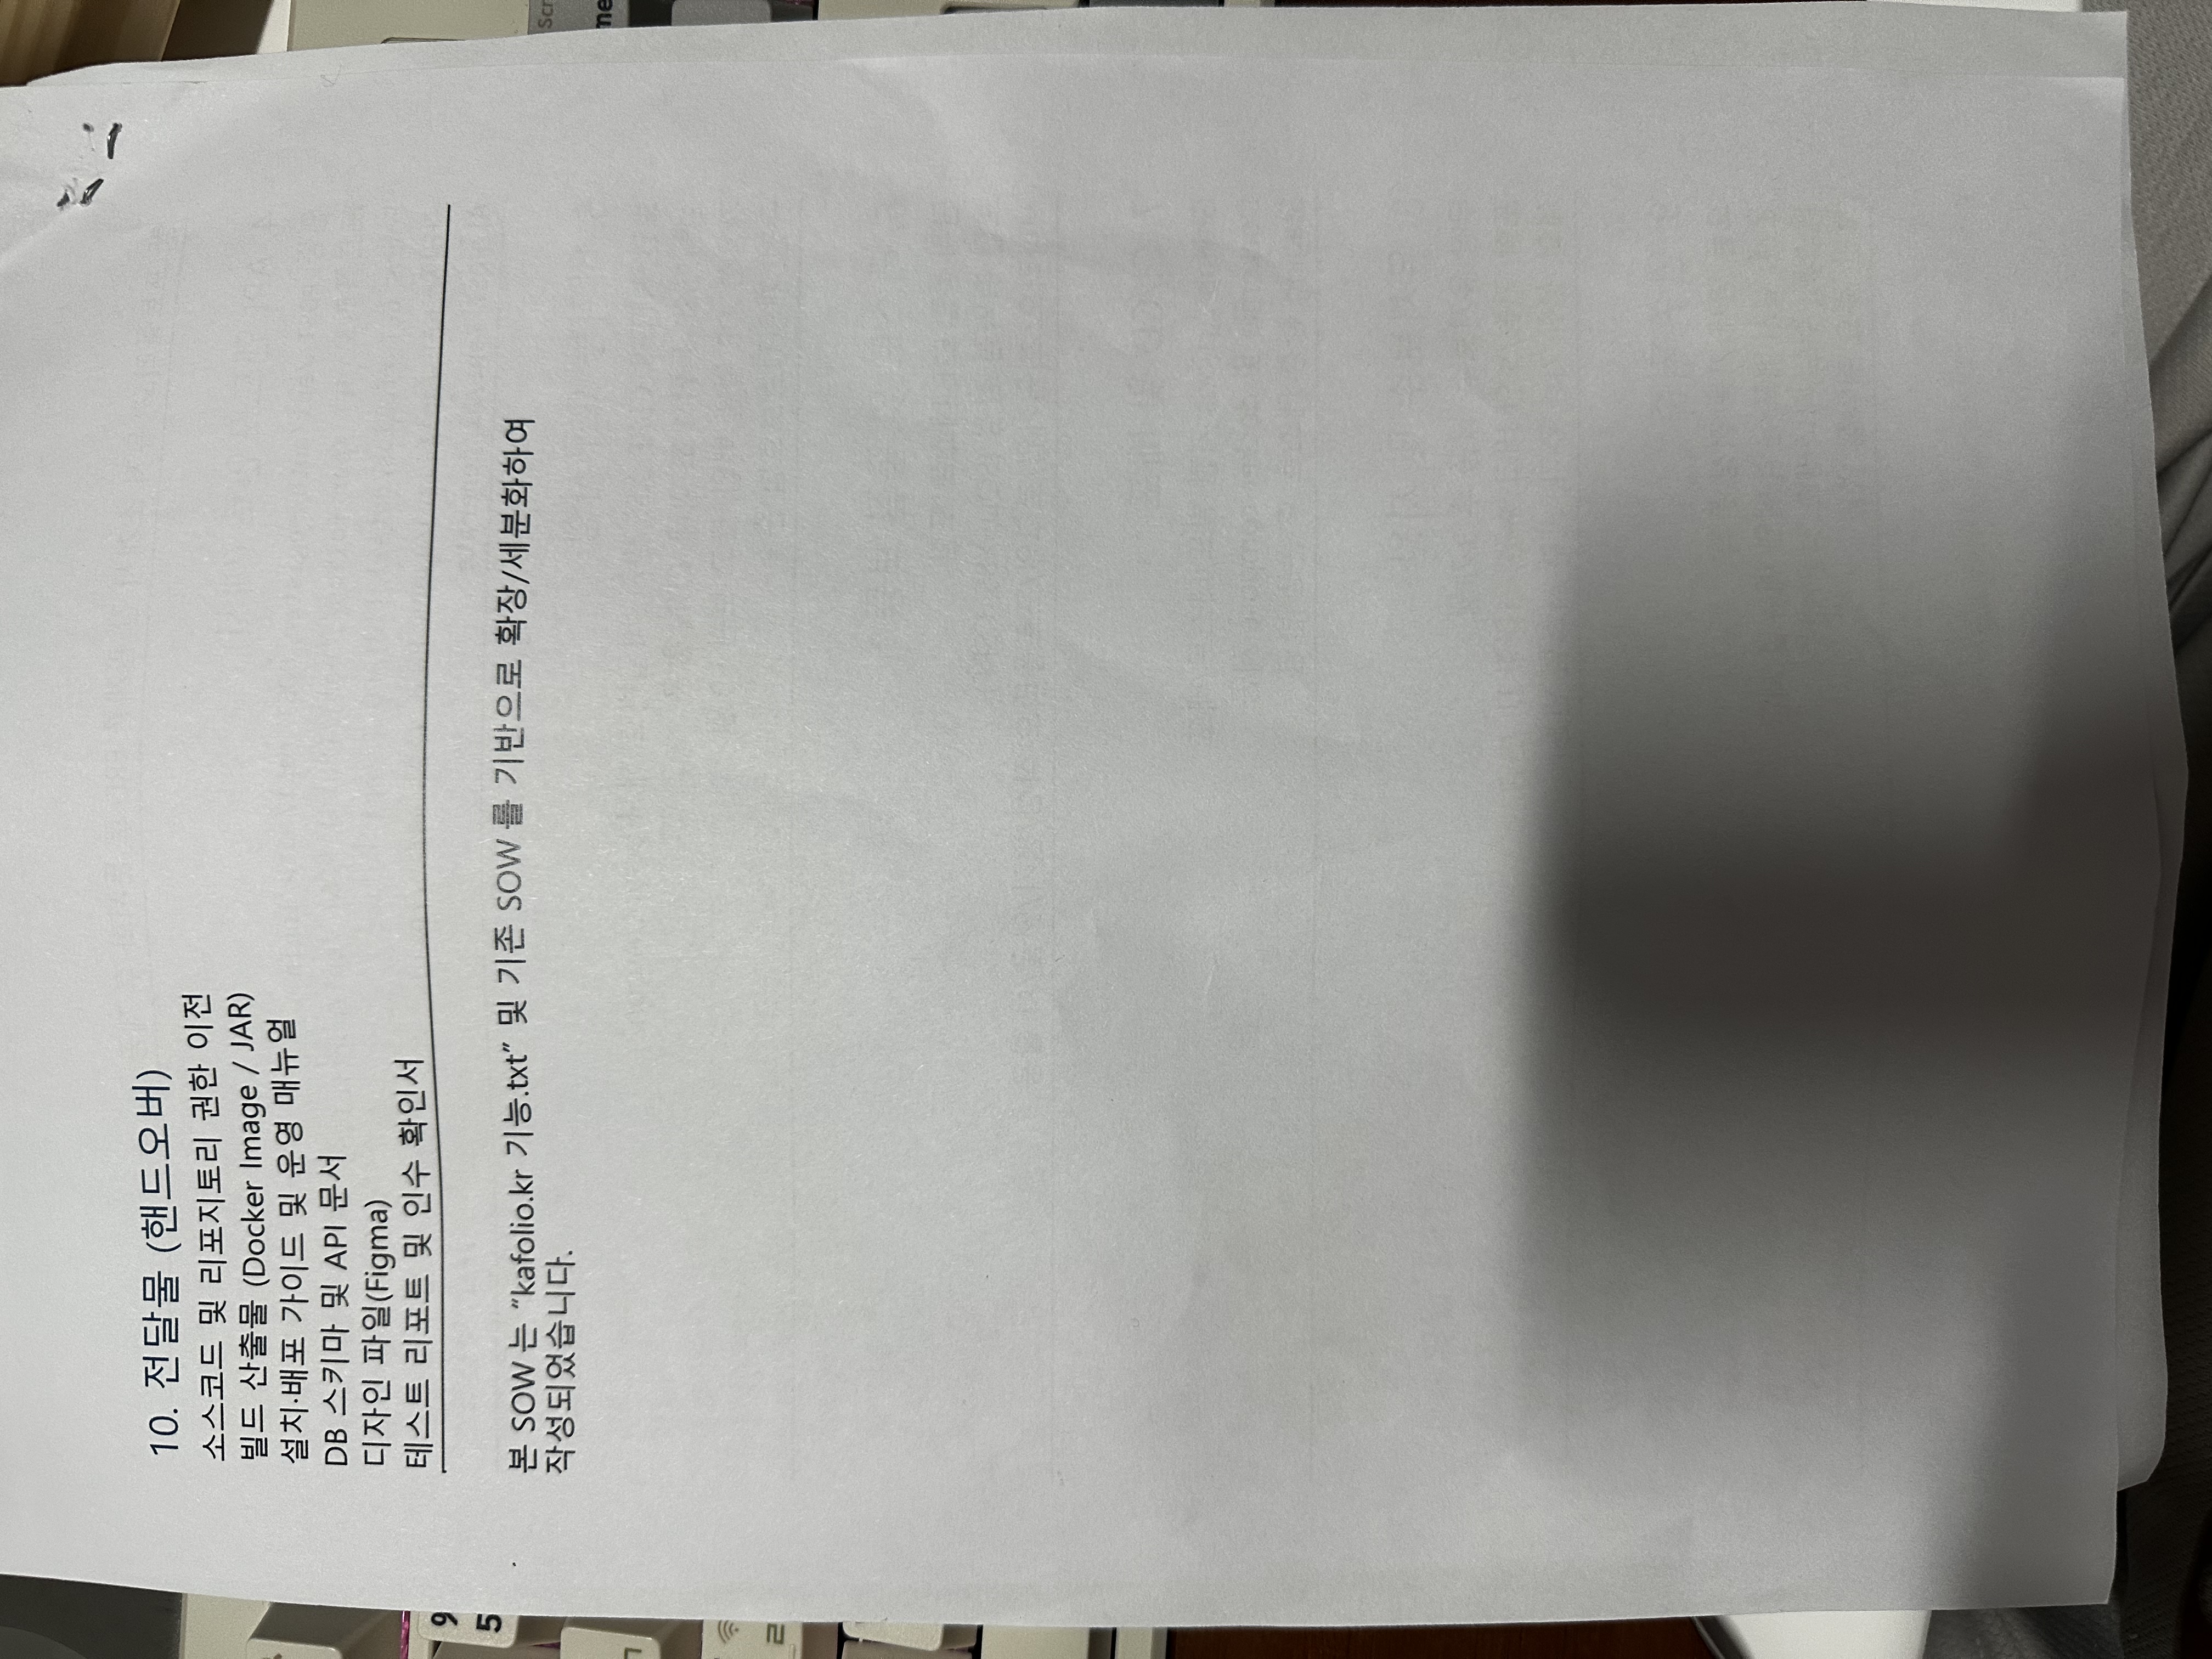 10. 전달물 (핸드오버)
소스코드 및 리포지토리 권한 이전
빌드 산출물 (Docker Image / JAR)
설치·배포 가이드 및 운영 매뉴얼
DB 스키마 및 API 문서
디자인 파일(Figma)
테스트 리포트 및 인수 확인서
본 SOW 는 “kafolio.kr 기능.txt” 및 기존 SOW 를 기반으로 확장/세분화하여
작성되었습니다.
9
5
ㄱ
ㄹ
Scr
me